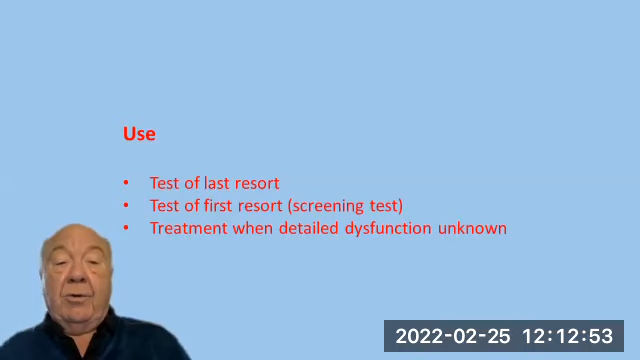 Use
• Test of last resort
• Test of first resort (screening test)
• Treatment when detailed dysfunction unknown
2022-02-25 12:12:53